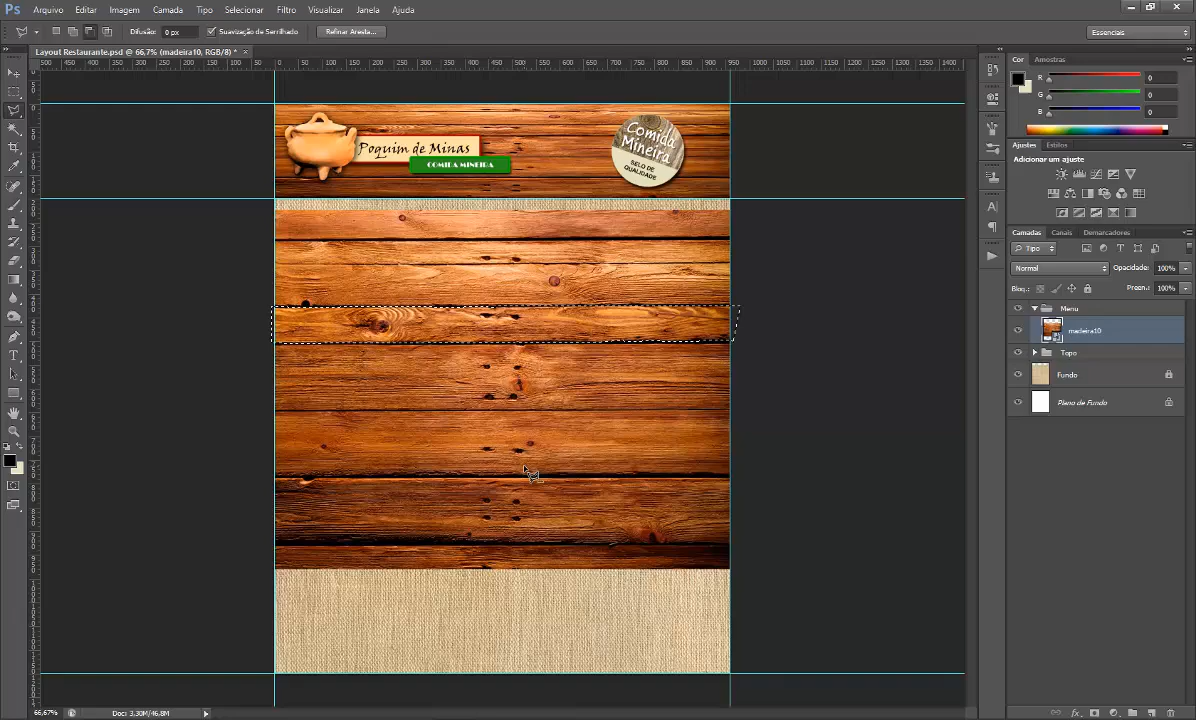 Ps Arquivo Editar Imagem Camada Tipo Selecionar Filtro Visualizar Janela Ajuda
Difusão: 0 px Suavização de Serrilhado Refinar Aresta... Essenciais
Layout Restaurante.psd @ 66,7% (madeira10, RGB/8) * ×
Cor Amostras
R 0
G 0
B 0
Poquim de Minas
COMIDA MINEIRA
Comida
Mineira
SELO DE
QUALIDADE
Ajustes Estilos
Adicionar um ajuste
Camadas Canais Demarcadores
Tipo
Normal Opacidade: 100%
Bloq.: Preen.: 100%
Menu
madeira10
Topo
Fundo
Plano de Fundo
66,67% Doc: 3,30M/46,8M